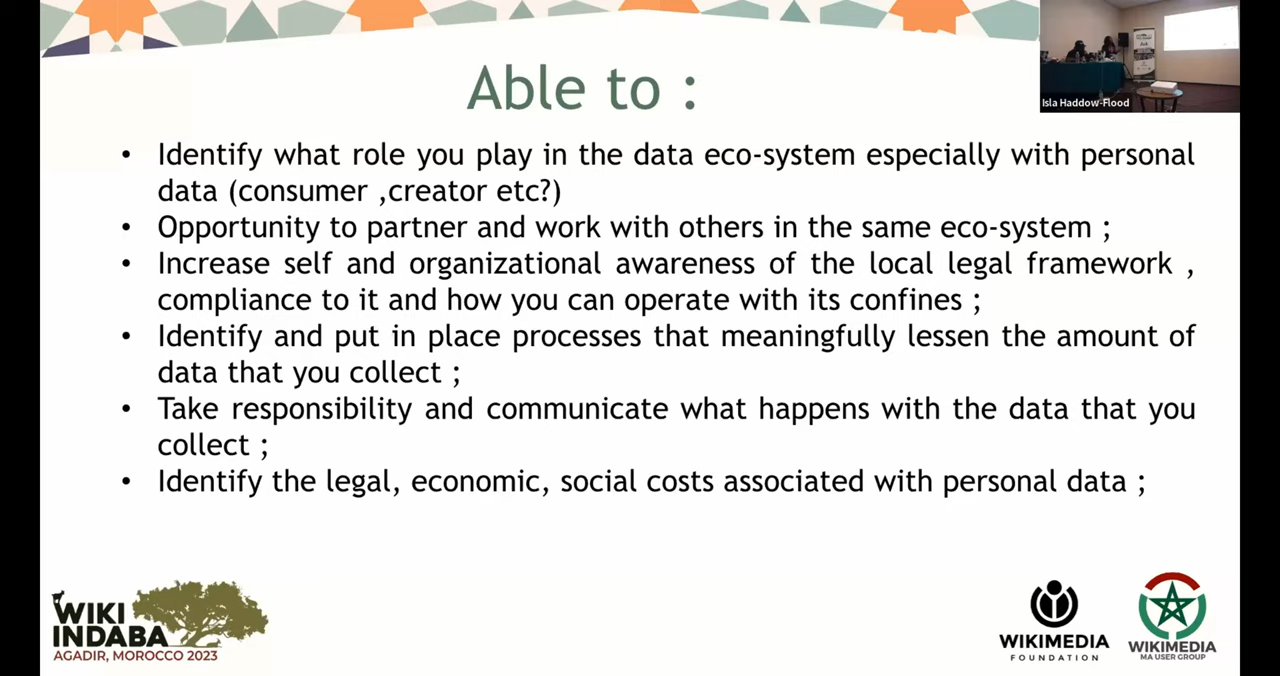 Able to :
Isla Haddow-Flood
• Identify what role you play in the data eco-system especially with personal
data (consumer ,creator etc?)
• Opportunity to partner and work with others in the same eco-system ;
• Increase self and organizational awareness of the local legal framework ,
compliance to it and how you can operate with its confines ;
• Identify and put in place processes that meaningfully lessen the amount of
data that you collect ;
• Take responsibility and communicate what happens with the data that you
collect ;
• Identify the legal, economic, social costs associated with personal data ;
WIKI
INDABA
AGADIR, MOROCCO 2023
WIKIMEDIA
FOUNDATION
WIKIMEDIA
MA USER GROUP